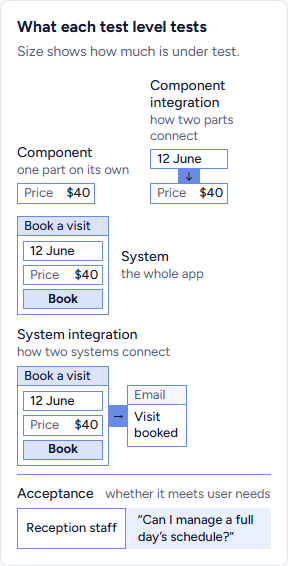 What each test level tests
Size shows how much is under test.
Component
one part on its own
Price $40
Component
integration
how two parts
connect
12 June
↓
Price $40
Book a visit
12 June
Price $40
Book
System
the whole app
System integration
how two systems connect
Book a visit
12 June
Price $40
Book
→
Email
Visit
booked
Acceptance whether it meets user needs
Reception staff
“Can I manage a full
day’s schedule?”